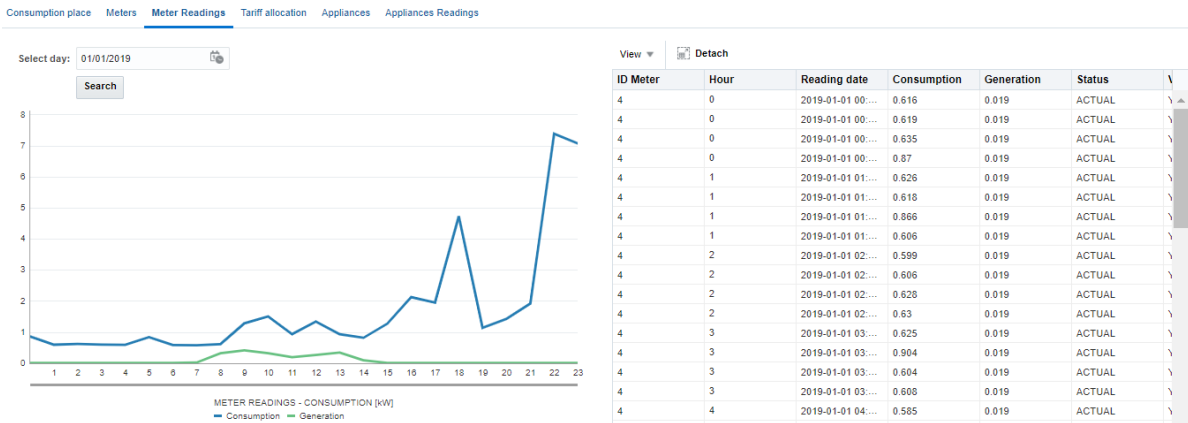 Consumption place Meters Meter Readings Tariff allocation Appliances Appliances Readings
Select day: 01/01/2019
Search
8
7
6
5
4
3
2
1
0
1 2 3 4 5 6 7 8 9 10 11 12 13 14 15 16 17 18 19 20 21 22 23
METER READINGS - CONSUMPTION [kW]
Consumption Generation
View Detach
ID Meter Hour Reading date Consumption Generation Status
4 0 2019-01-01 00:... 0.616 0.019 ACTUAL
4 0 2019-01-01 00:... 0.619 0.019 ACTUAL
4 0 2019-01-01 00:... 0.635 0.019 ACTUAL
4 0 2019-01-01 00:... 0.87 0.019 ACTUAL
4 1 2019-01-01 01:... 0.626 0.019 ACTUAL
4 1 2019-01-01 01:... 0.618 0.019 ACTUAL
4 1 2019-01-01 01:... 0.866 0.019 ACTUAL
4 1 2019-01-01 01:... 0.606 0.019 ACTUAL
4 2 2019-01-01 02:... 0.599 0.019 ACTUAL
4 2 2019-01-01 02:... 0.606 0.019 ACTUAL
4 2 2019-01-01 02:... 0.628 0.019 ACTUAL
4 2 2019-01-01 02:... 0.63 0.019 ACTUAL
4 3 2019-01-01 03:... 0.625 0.019 ACTUAL
4 3 2019-01-01 03:... 0.904 0.019 ACTUAL
4 3 2019-01-01 03:... 0.604 0.019 ACTUAL
4 3 2019-01-01 03:... 0.608 0.019 ACTUAL
4 4 2019-01-01 04:... 0.585 0.019 ACTUAL